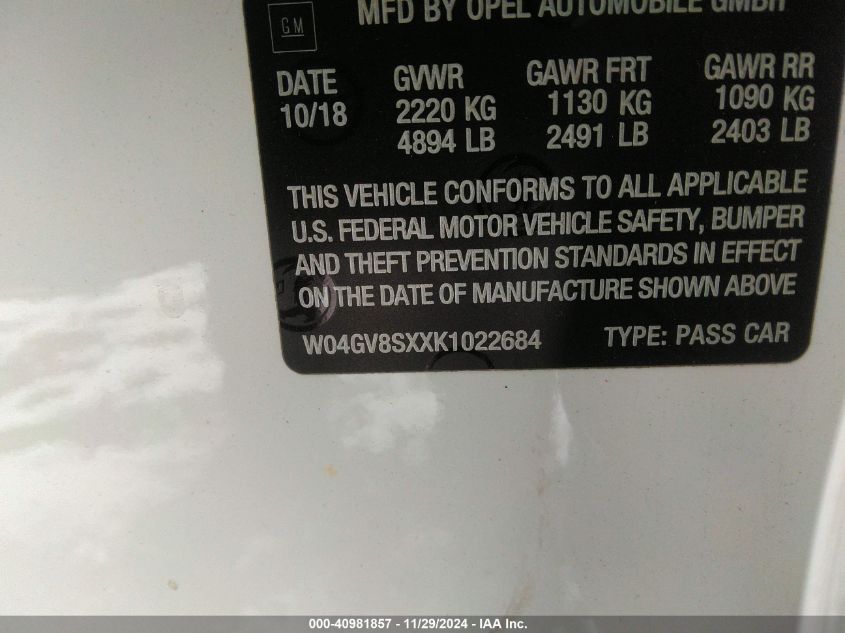 MFD BY OPEL AUTOMOBILE GMBH
GM
DATE GVWR GAWR FRT GAWR RR
10/18 2220 KG 1130 KG 1090 KG
4894 LB 2491 LB 2403 LB
THIS VEHICLE CONFORMS TO ALL APPLICABLE
U.S. FEDERAL MOTOR VEHICLE SAFETY, BUMPER
AND THEFT PREVENTION STANDARDS IN EFFECT
ON THE DATE OF MANUFACTURE SHOWN ABOVE
W04GV8SXXK1022684 TYPE: PASS CAR
000-40981857 - 11/29/2024 - IAA Inc.